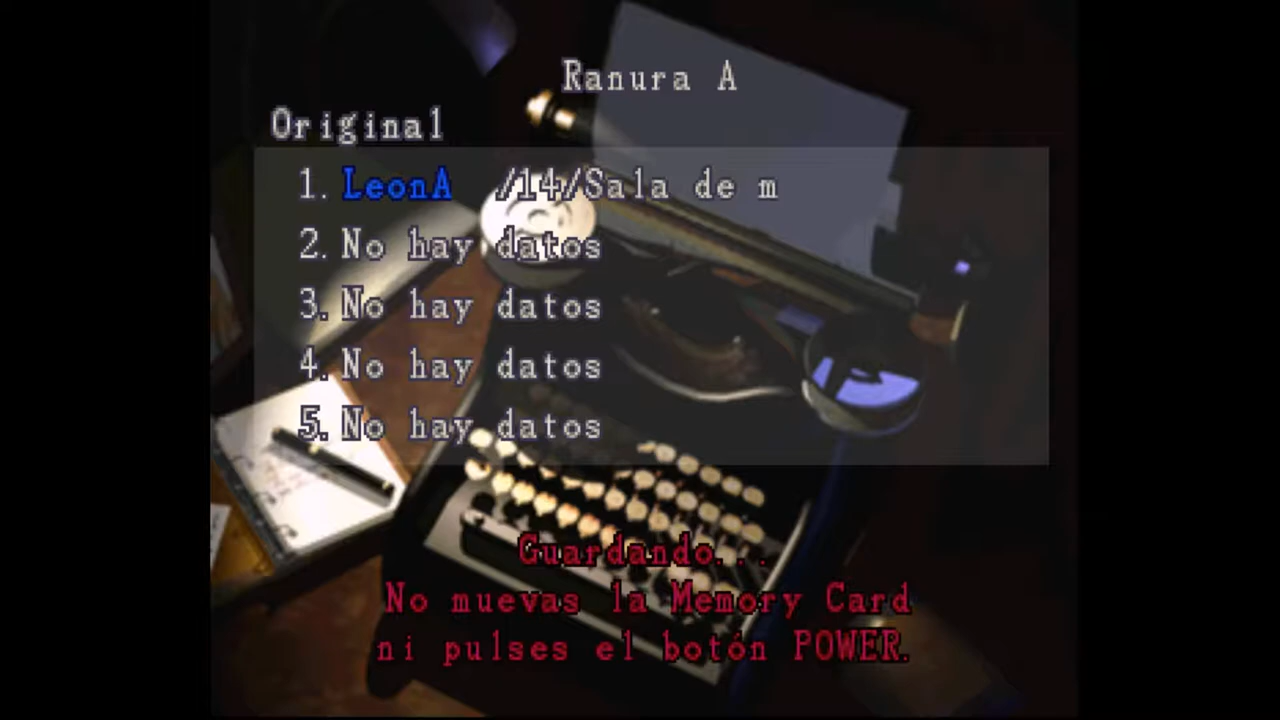 Ranura A
Original
1. LeonA /14/Sala de m
2. No hay datos
3. No hay datos
4. No hay datos
5. No hay datos
Guardando...
No muevas la Memory Card
ni pulses el botón POWER.